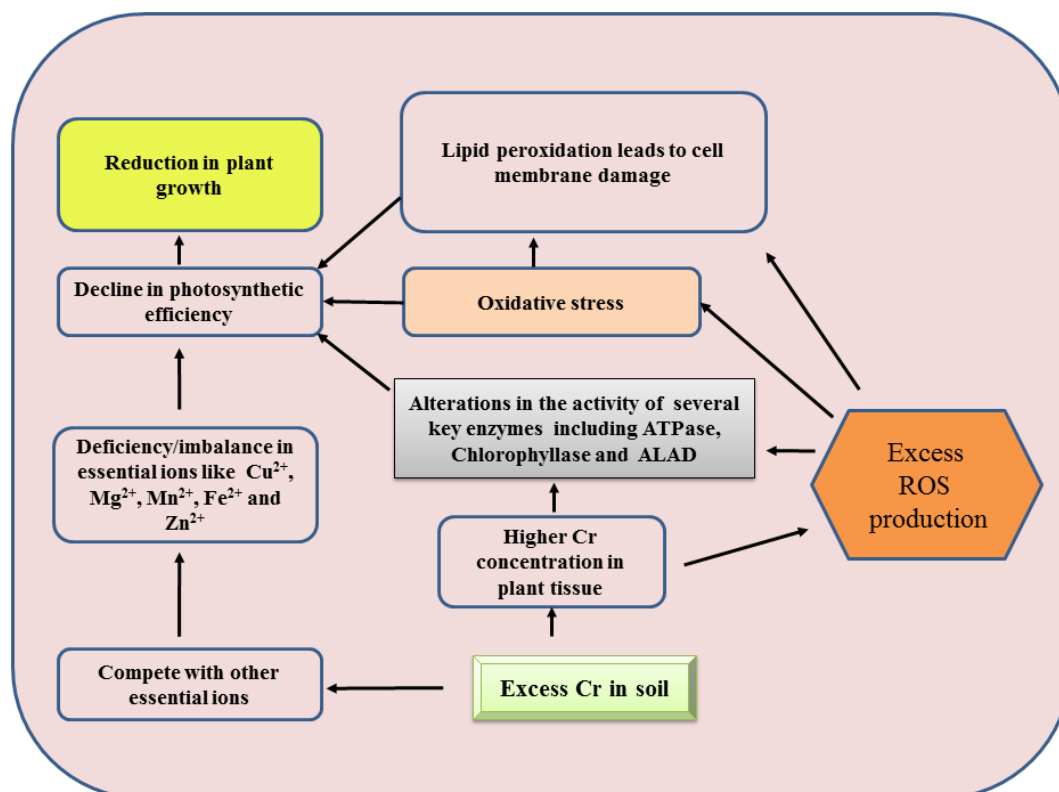 Reduction in plant
growth
Lipid peroxidation leads to cell
membrane damage
Decline in photosynthetic
efficiency
Oxidative stress
Alterations in the activity of several
key enzymes including ATPase,
Chlorophyllase and ALAD
Excess
ROS
production
Deficiency/imbalance in
essential ions like Cu²⁺,
Mg²⁺, Mn²⁺, Fe²⁺ and
Zn²⁺
Higher Cr
concentration in
plant tissue
Compete with other
essential ions
Excess Cr in soil